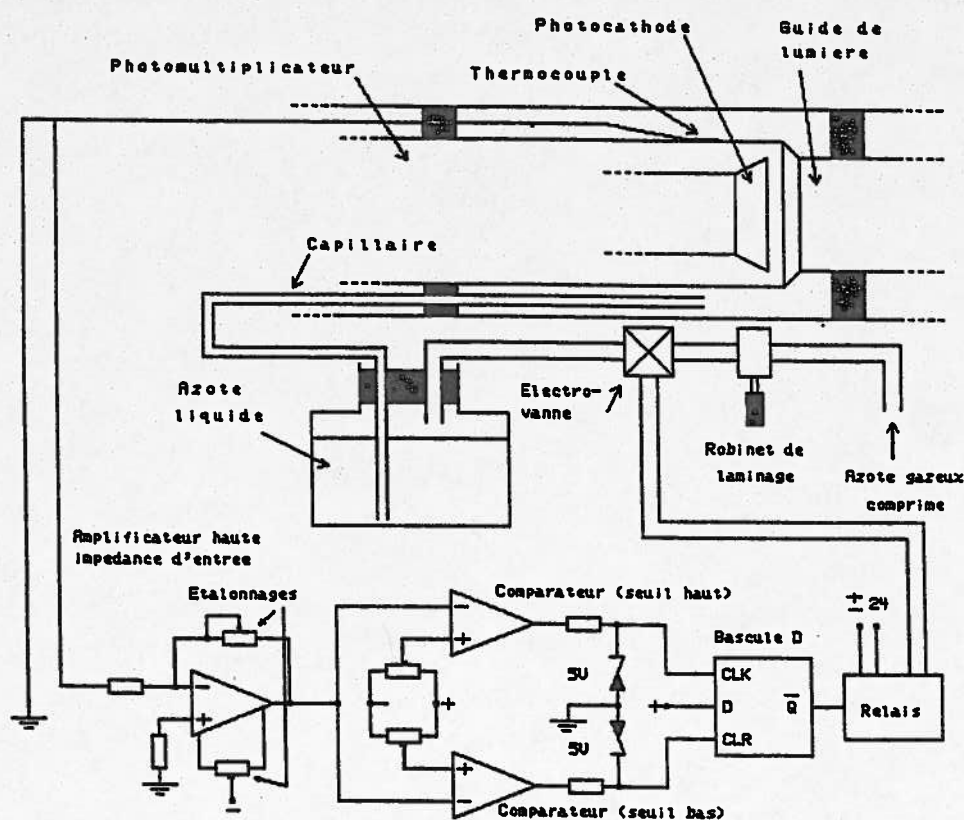 Photocathode
Guide de
lumiere
Photomultiplicateur
Thermocouple
Capillaire
Azote
liquide
Electro-
vanne
Robinet de
laminage
Azote gazeux
comprime
Amplificateur haute
impedance d'entree
Etalonnages
Comparateur (seuil haut)
± 24
Bascule D
5V
CLK
D
Q
CLR
Relais
5V
Comparateur (seuil bas)